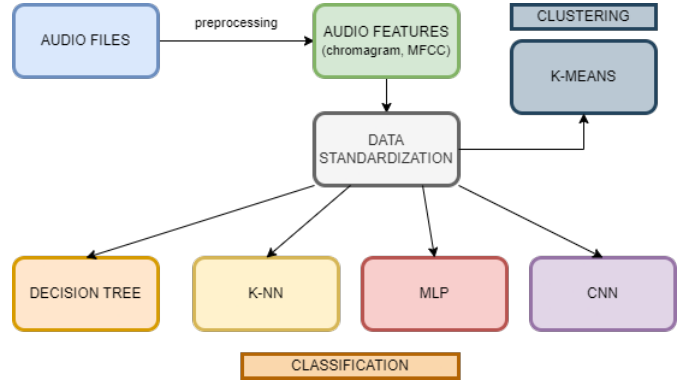 AUDIO FILES
preprocessing
AUDIO FEATURES
(chromagram, MFCC)
CLUSTERING
K-MEANS
DATA
STANDARDIZATION
DECISION TREE
K-NN
MLP
CNN
CLASSIFICATION